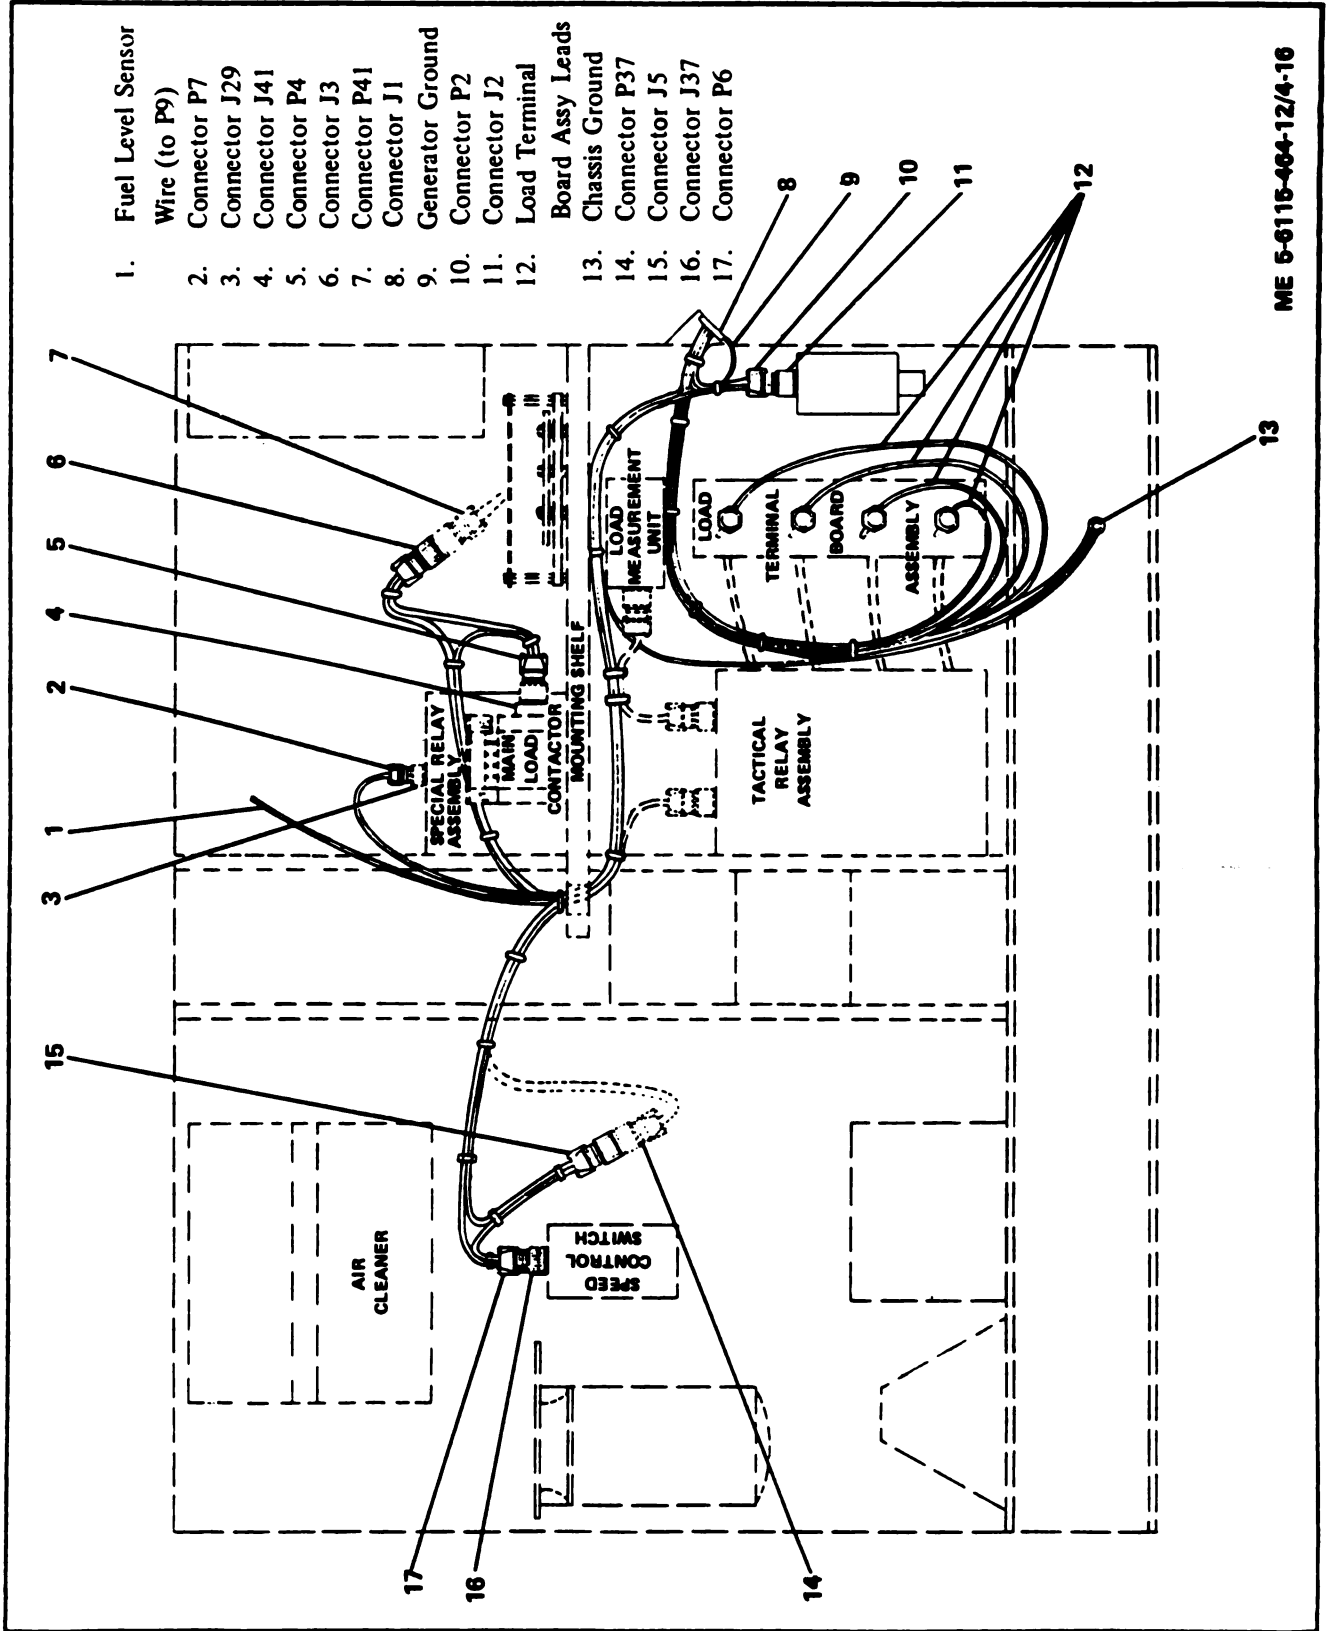 1. Fuel Level Sensor
Wire (to P9)
2. Connector P7
3. Connector J29
4. Connector J41
5. Connector P4
6. Connector J3
7. Connector P41
8. Connector J1
9. Generator Ground
10. Connector P2
11. Connector J2
12. Load Terminal
Board Assy Leads
13. Chassis Ground
14. Connector P37
15. Connector J5
16. Connector J37
17. Connector P6
1
2
3
4
5
6
7
8
9
10
11
12
13
14
15
16
17
AIR
CLEANER
SPEED
CONTROL
SWITCH
SPECIAL RELAY
ASSEMBLY
MAIN
LOAD
CONTACTOR
MOUNTING SHELF
LOAD
MEASUREMENT
UNIT
LOAD
TERMINAL
BOARD
ASSEMBLY
TACTICAL
RELAY
ASSEMBLY
ME 5-6115-464-12/4-16